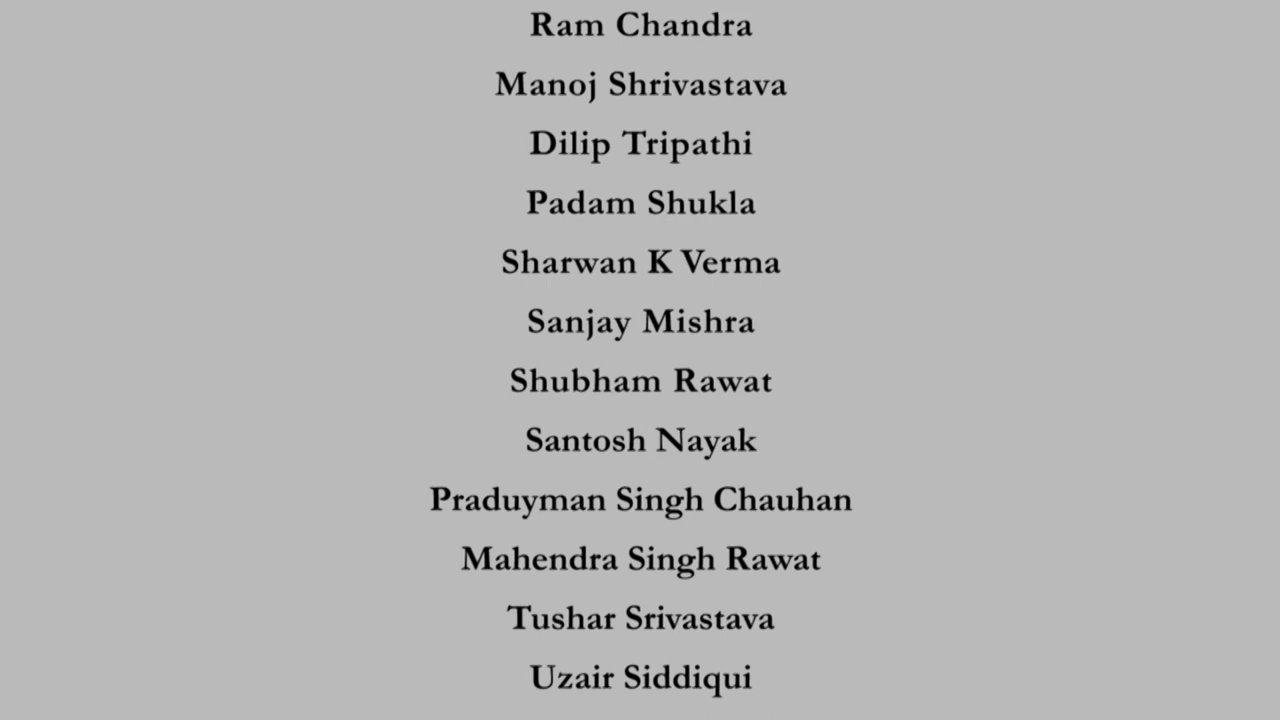 Ram Chandra
Manoj Shrivastava
Dilip Tripathi
Padam Shukla
Sharwan K Verma
Sanjay Mishra
Shubham Rawat
Santosh Nayak
Praduyman Singh Chauhan
Mahendra Singh Rawat
Tushar Srivastava
Uzair Siddiqui